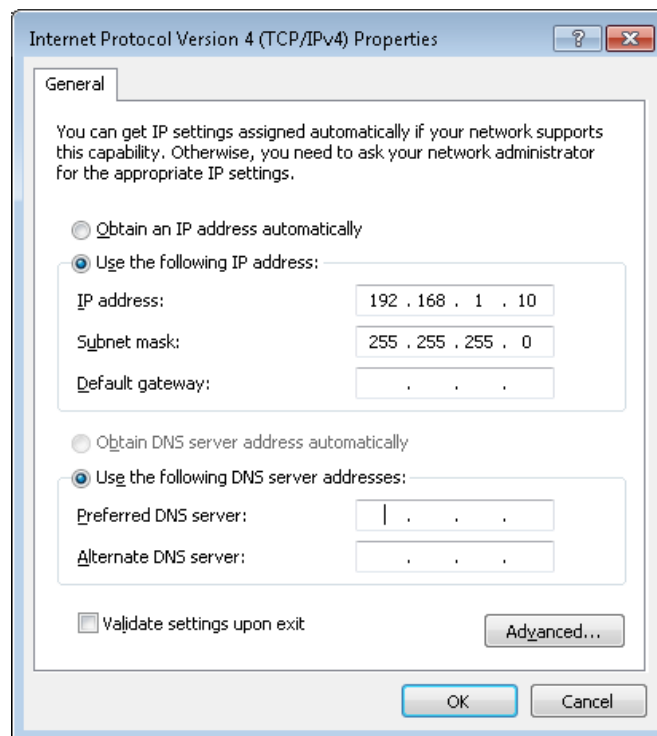 Internet Protocol Version 4 (TCP/IPv4) Properties
General
You can get IP settings assigned automatically if your network supports
this capability. Otherwise, you need to ask your network administrator
for the appropriate IP settings.
Obtain an IP address automatically
Use the following IP address:
IP address: 192 . 168 . 1 . 10
Subnet mask: 255 . 255 . 255 . 0
Default gateway: . . .
Obtain DNS server address automatically
Use the following DNS server addresses:
Preferred DNS server: . . .
Alternate DNS server: . . .
Validate settings upon exit
Advanced...
OK Cancel